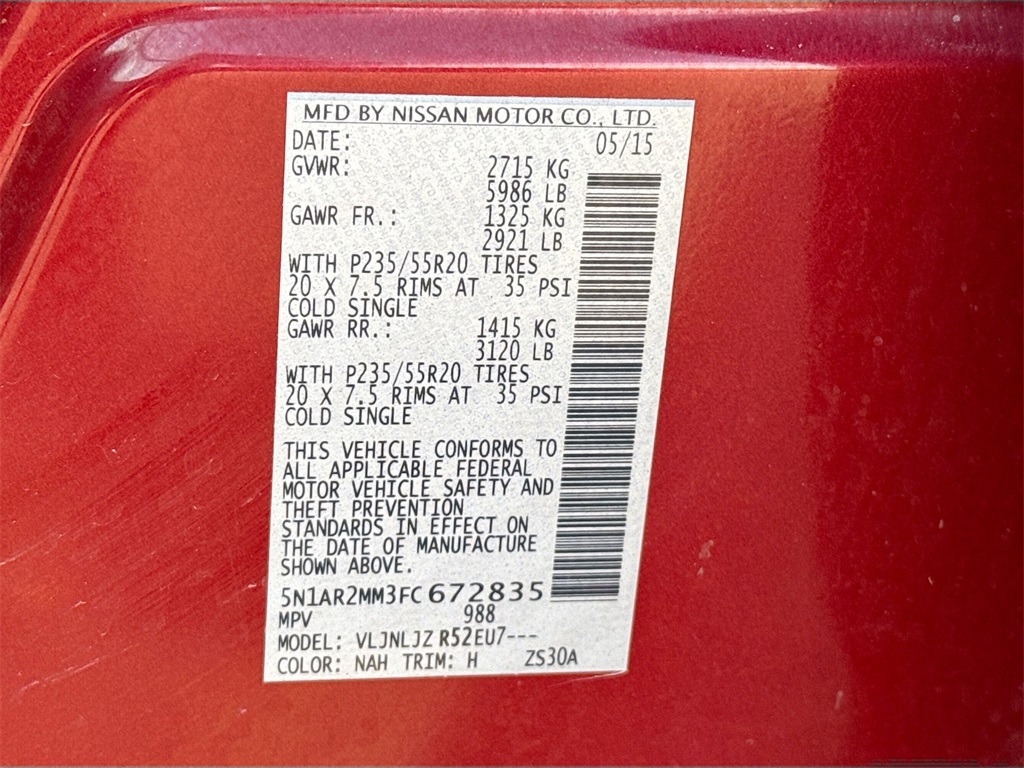 MFD BY NISSAN MOTOR CO., LTD.
DATE: 05/15
GVWR: 2715 KG
5986 LB
GAWR FR.: 1325 KG
2921 LB
WITH P235/55R20 TIRES
20 X 7.5 RIMS AT 35 PSI
COLD SINGLE
GAWR RR.: 1415 KG
3120 LB
WITH P235/55R20 TIRES
20 X 7.5 RIMS AT 35 PSI
COLD SINGLE
THIS VEHICLE CONFORMS TO
ALL APPLICABLE FEDERAL
MOTOR VEHICLE SAFETY AND
THEFT PREVENTION
STANDARDS IN EFFECT ON
THE DATE OF MANUFACTURE
SHOWN ABOVE.
5N1AR2MM3FC672835
MPV 988
MODEL: VLJNLJZ R52EU7---
COLOR: NAH TRIM: H ZS30A